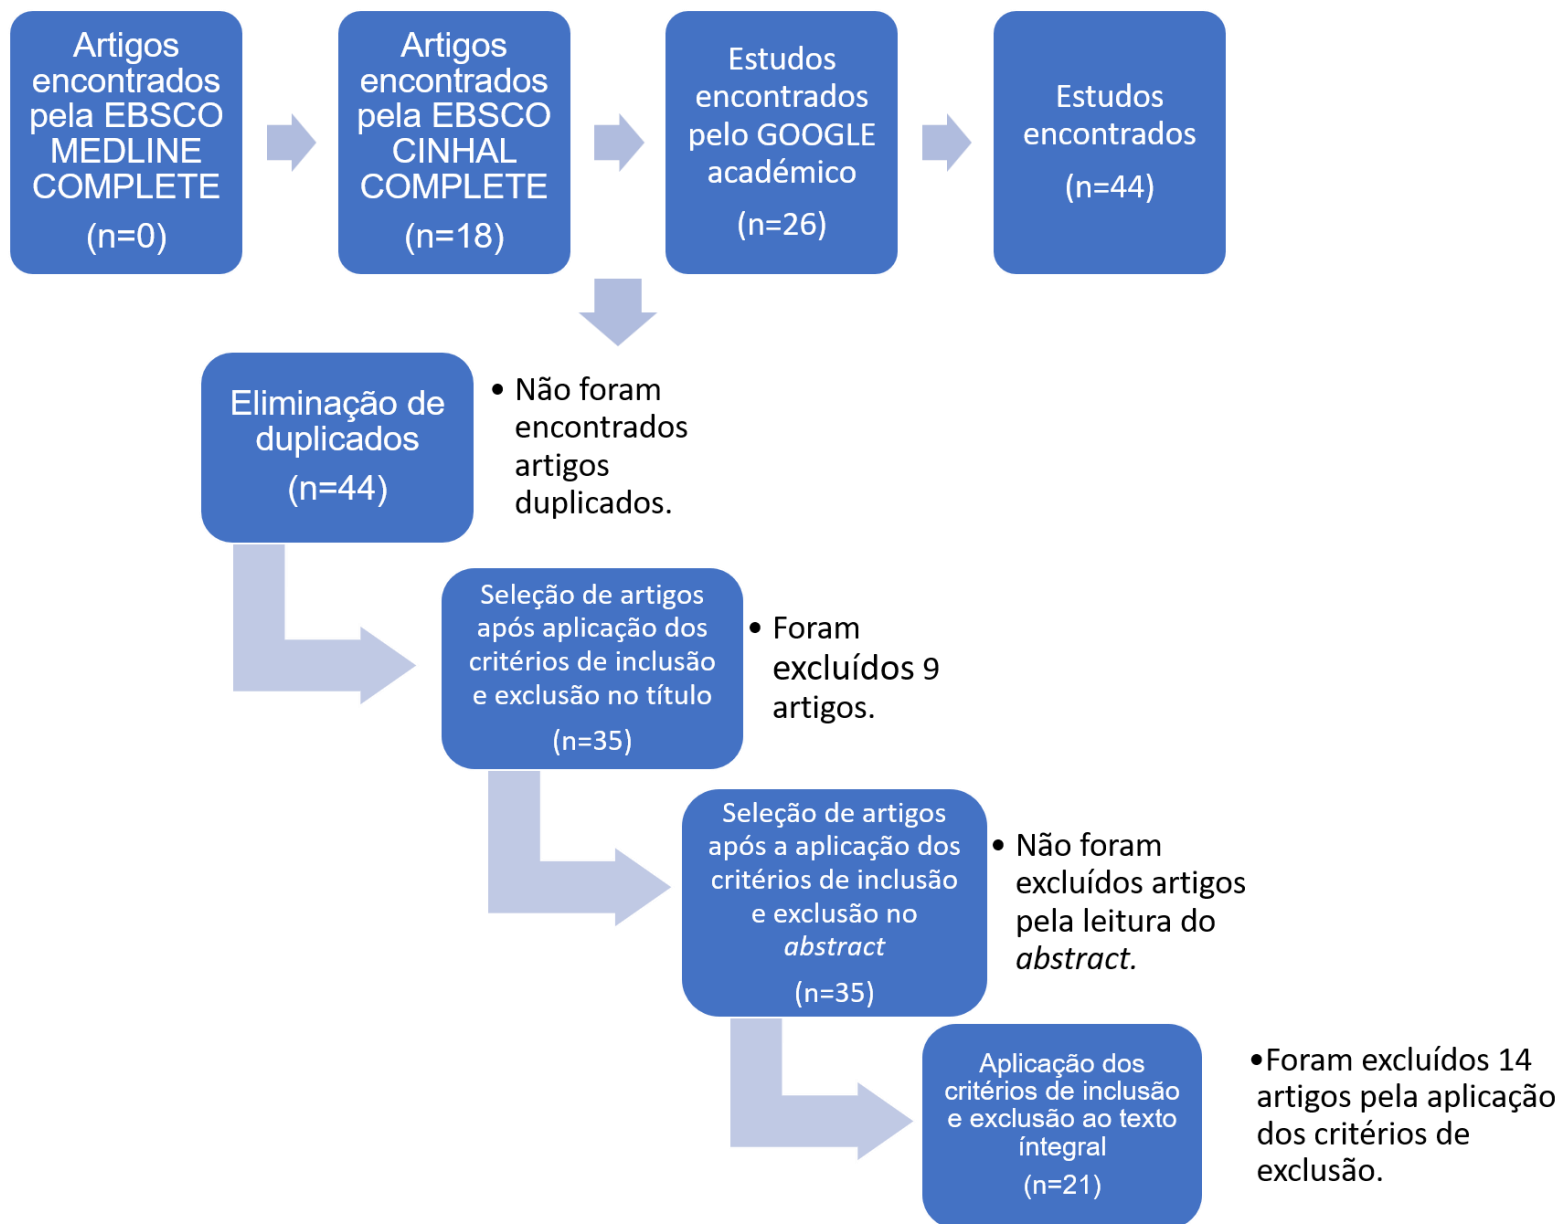 Artigos
encontrados
pela EBSCO
MEDLINE
COMPLETE
(n=0)
Artigos
encontrados
pela EBSCO
CINHAL
COMPLETE
(n=18)
Estudos
encontrados
pelo GOOGLE
académico
(n=26)
Estudos
encontrados
(n=44)
Eliminação de
duplicados
(n=44)
• Não foram
encontrados
artigos
duplicados.
Seleção de artigos
após aplicação dos
critérios de inclusão
e exclusão no título
(n=35)
• Foram
excluídos 9
artigos.
Seleção de artigos
após a aplicação dos
critérios de inclusão
e exclusão no
abstract
(n=35)
• Não foram
excluídos artigos
pela leitura do
abstract.
Aplicação dos
critérios de inclusão
e exclusão ao texto
íntegral
(n=21)
•Foram excluídos 14
artigos pela aplicação
dos critérios de
exclusão.